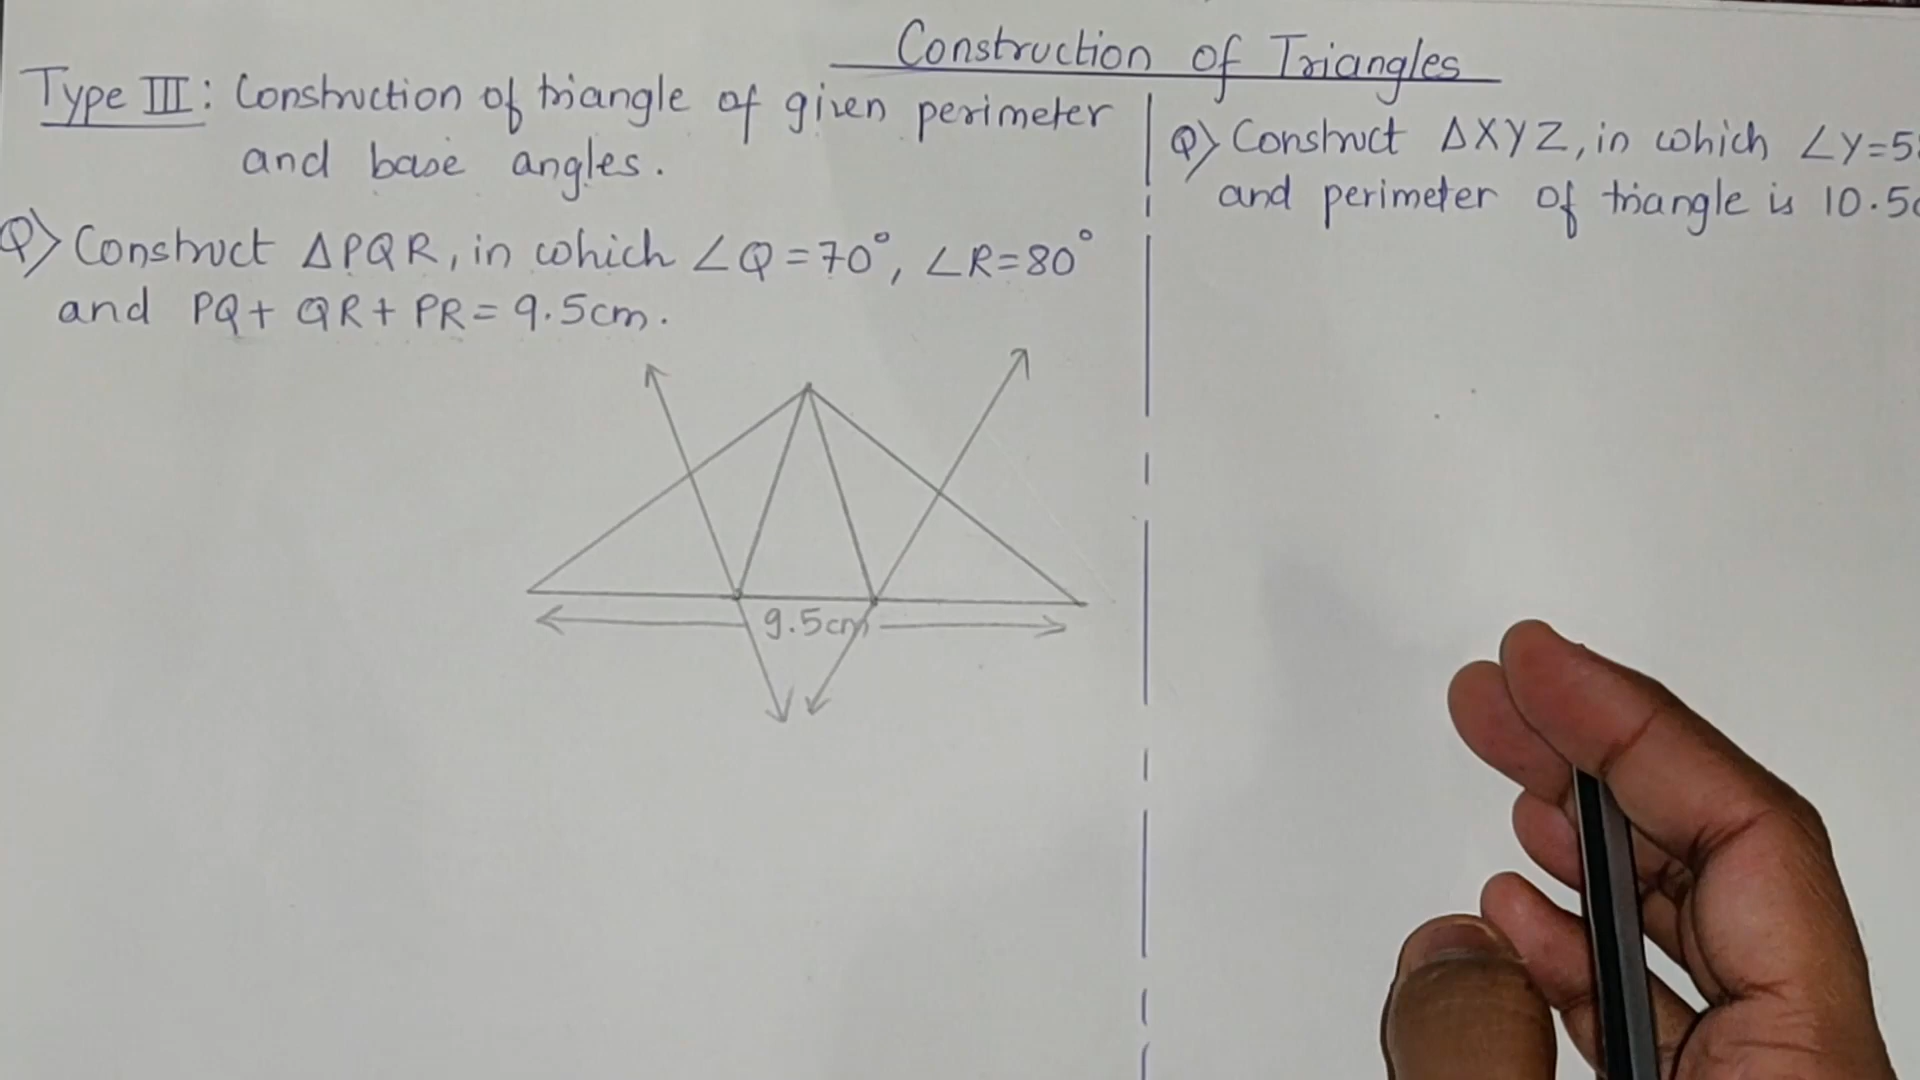 Construction of Triangles
Type III: Construction of triangle of given perimeter
and base angles.
Q) Construct ΔPQR, in which ∠Q=70°, ∠R=80°
and PQ+ QR+ PR= 9.5cm.
9.5cm
Q) Construct ΔXYZ, in which ∠Y=5
and perimeter of triangle is 10.5